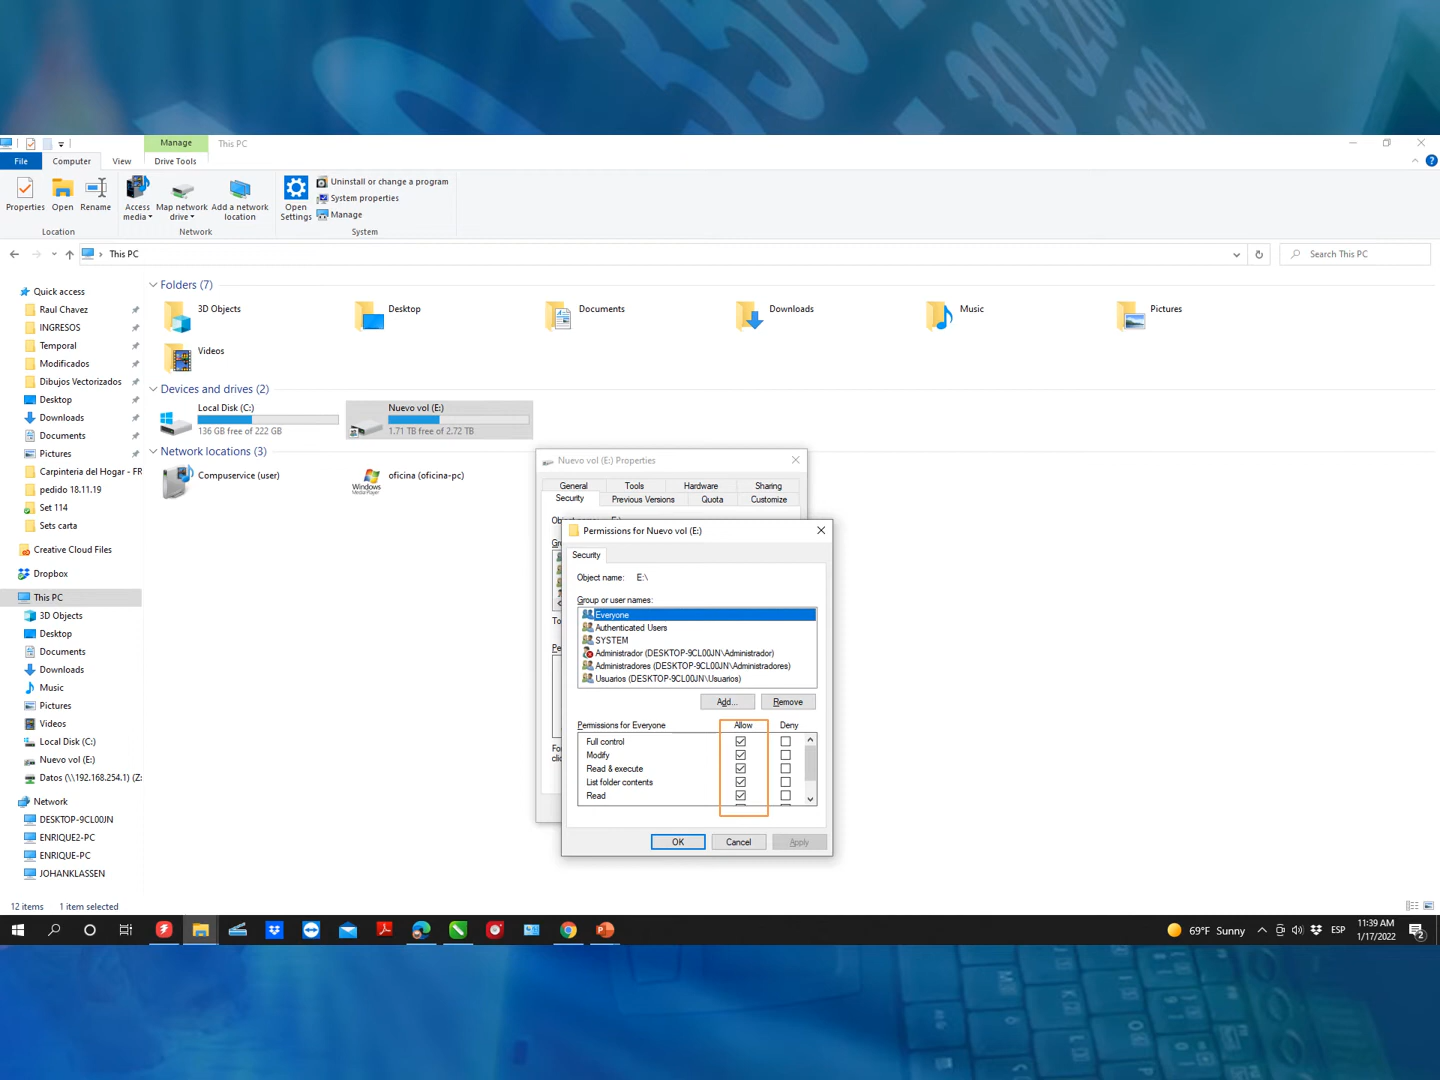 Manage
This PC
File
Computer
View
Drive Tools
Properties
Open
Rename
Access media
Map network drive
Add a network location
Open Settings
Uninstall or change a program
System properties
Manage
Location
Network
System
This PC
Search This PC
Quick access
Raul Chavez
INGRESOS
Temporal
Modificados
Dibujos Vectorizados
Desktop
Downloads
Documents
Pictures
Carpinteria del Hogar - FR
pedido 18.11.19
Set 114
Sets carta
Creative Cloud Files
Dropbox
This PC
3D Objects
Desktop
Documents
Downloads
Music
Pictures
Videos
Local Disk (C:)
Nuevo vol (E:)
Datos (\\192.168.254.1) (Z:
Network
DESKTOP-9CL00JN
ENRIQUE2-PC
ENRIQUE-PC
JOHANKLASSEN
Folders (7)
3D Objects
Desktop
Documents
Downloads
Music
Pictures
Videos
Devices and drives (2)
Local Disk (C:)
136 GB free of 222 GB
Nuevo vol (E:)
1.71 TB free of 2.72 TB
Network locations (3)
Compuservice (user)
oficina (oficina-pc)
Windows
Media Player
Nuevo vol (E:) Properties
General
Tools
Hardware
Sharing
Security
Previous Versions
Quota
Customize
Permissions for Nuevo vol (E:)
Security
Object name: E:\
Group or user names:
Everyone
Authenticated Users
SYSTEM
Administrador (DESKTOP-9CL00JN\Administrador)
Administradores (DESKTOP-9CL00JN\Administradores)
Usuarios (DESKTOP-9CL00JN\Usuarios)
Add...
Remove
Permissions for Everyone
Allow
Deny
Full control
Modify
Read & execute
List folder contents
Read
OK
Cancel
Apply
12 items
1 item selected
69°F Sunny
ESP
11:39 AM
1/17/2022
2